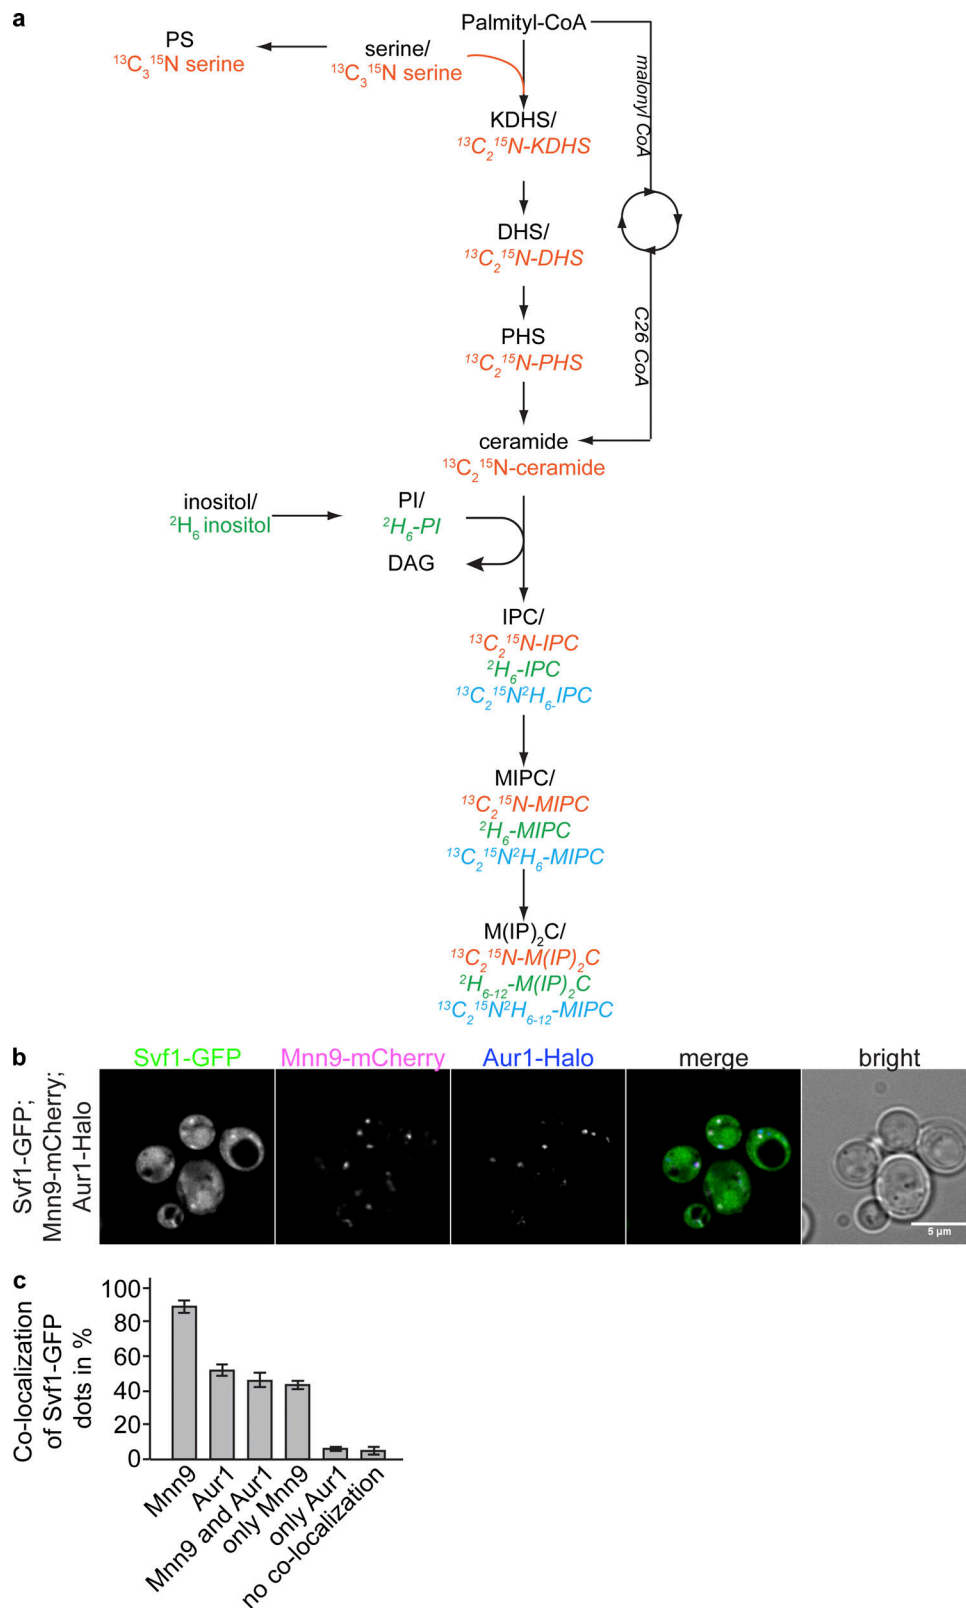 a
Palmityl-CoA
PS
¹³C₃¹⁵N serine
serine/
¹³C₃¹⁵N serine
malonyl CoA
KDHS/
¹³C₂¹⁵N-KDHS
DHS/
¹³C₂¹⁵N-DHS
C26 CoA
PHS
¹³C₂¹⁵N-PHS
ceramide
¹³C₂¹⁵N-ceramide
inositol/
²H₆ inositol
PI/
²H₆-PI
DAG
IPC/
¹³C₂¹⁵N-IPC
²H₆-IPC
¹³C₂¹⁵N²H₆-IPC
MIPC/
¹³C₂¹⁵N-MIPC
²H₆-MIPC
¹³C₂¹⁵N²H₆-MIPC
M(IP)₂C/
¹³C₂¹⁵N-M(IP)₂C
²H₆₋₁₂-M(IP)₂C
¹³C₂¹⁵N²H₆₋₁₂-MIPC
b
Svf1-GFP
Mnn9-mCherry
Aur1-Halo
merge
bright
Svf1-GFP;
Mnn9-mCherry;
Aur1-Halo
5 µm
c
Co-localization
of Svf1-GFP
dots in %
100
80
60
40
20
0
Mnn9
Aur1
Mnn9 and Aur1
only Mnn9
only Aur1
no co-localization